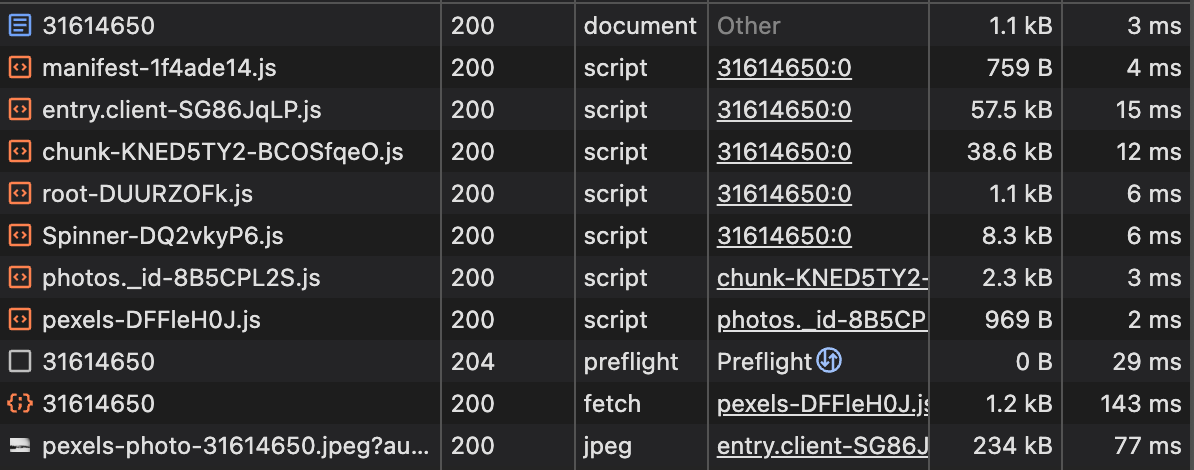 31614650 200 document Other 1.1 kB 3 ms
manifest-1f4ade14.js 200 script 31614650:0 759 B 4 ms
entry.client-SG86JqLP.js 200 script 31614650:0 57.5 kB 15 ms
chunk-KNED5TY2-BCOSfqeO.js 200 script 31614650:0 38.6 kB 12 ms
root-DUURZOFk.js 200 script 31614650:0 1.1 kB 6 ms
Spinner-DQ2vkyP6.js 200 script 31614650:0 8.3 kB 6 ms
photos._id-8B5CPL2S.js 200 script chunk-KNED5TY2- 2.3 kB 3 ms
pexels-DFFleH0J.js 200 script photos._id-8B5CP 969 B 2 ms
31614650 204 preflight Preflight 0 B 29 ms
31614650 200 fetch pexels-DFFleH0J.js 1.2 kB 143 ms
pexels-photo-31614650.jpeg?au... 200 jpeg entry.client-SG86J 234 kB 77 ms